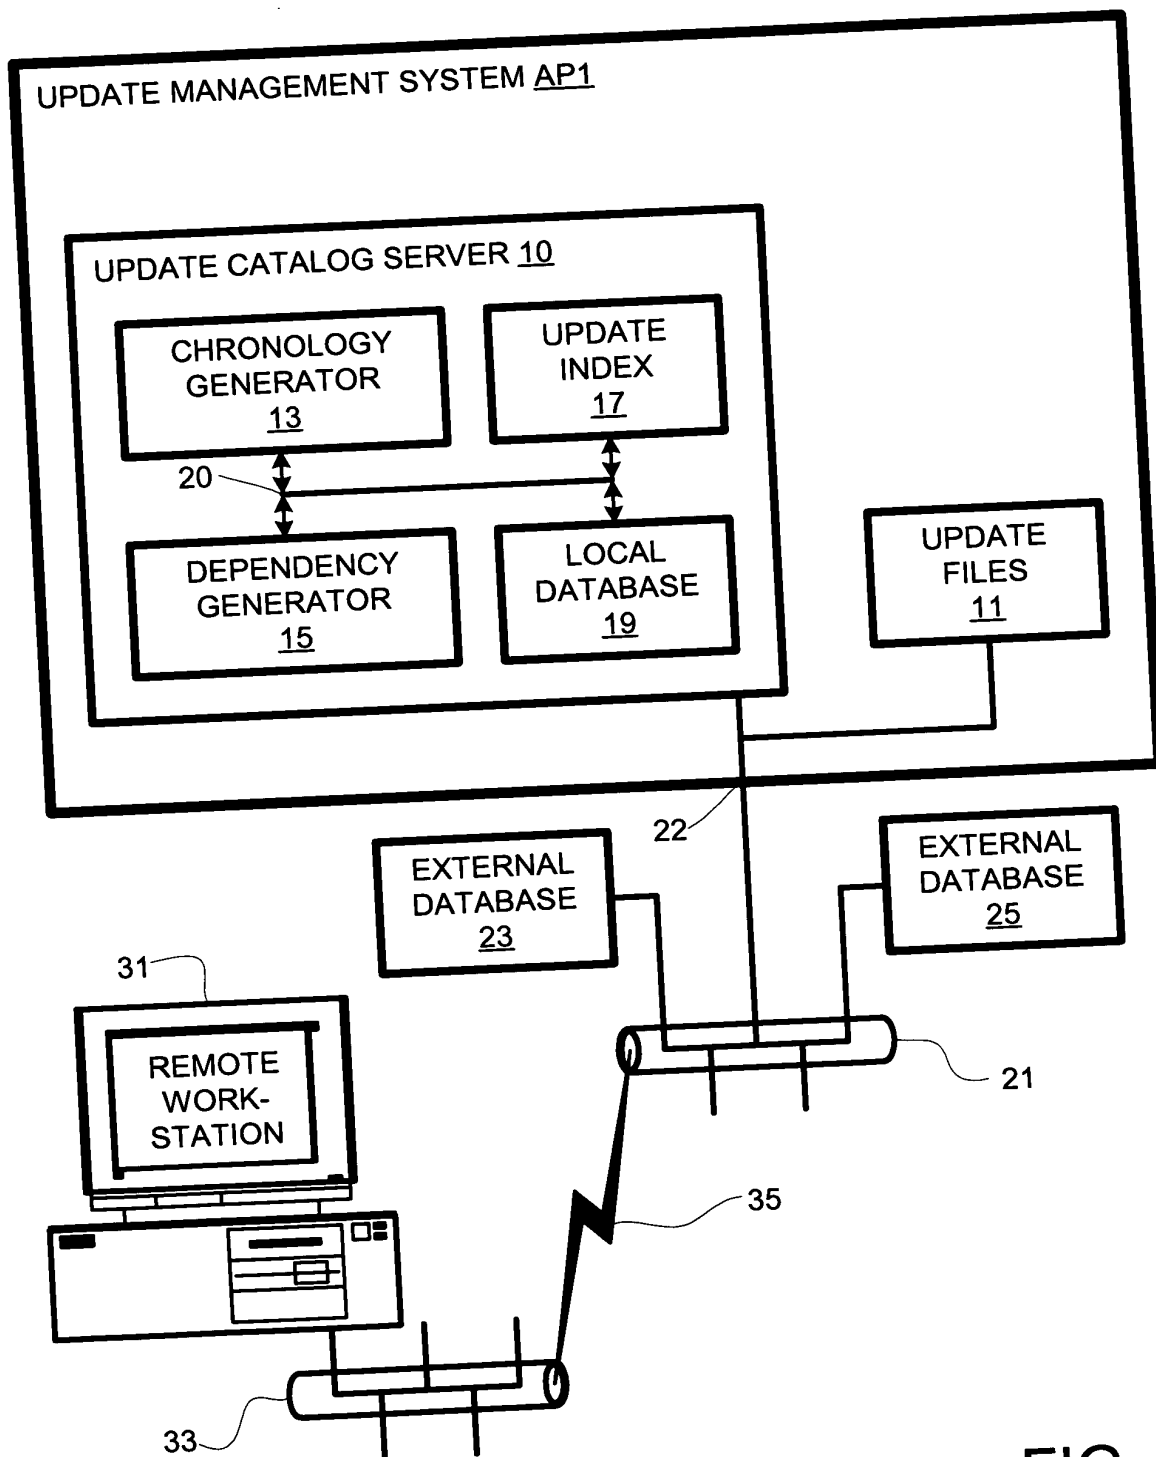 UPDATE MANAGEMENT SYSTEM AP1
UPDATE CATALOG SERVER 10
CHRONOLOGY
GENERATOR
13
UPDATE
INDEX
17
20
DEPENDENCY
GENERATOR
15
LOCAL
DATABASE
19
UPDATE
FILES
11
22
EXTERNAL
DATABASE
23
EXTERNAL
DATABASE
25
31
REMOTE
WORK-
STATION
21
35
33
FIG